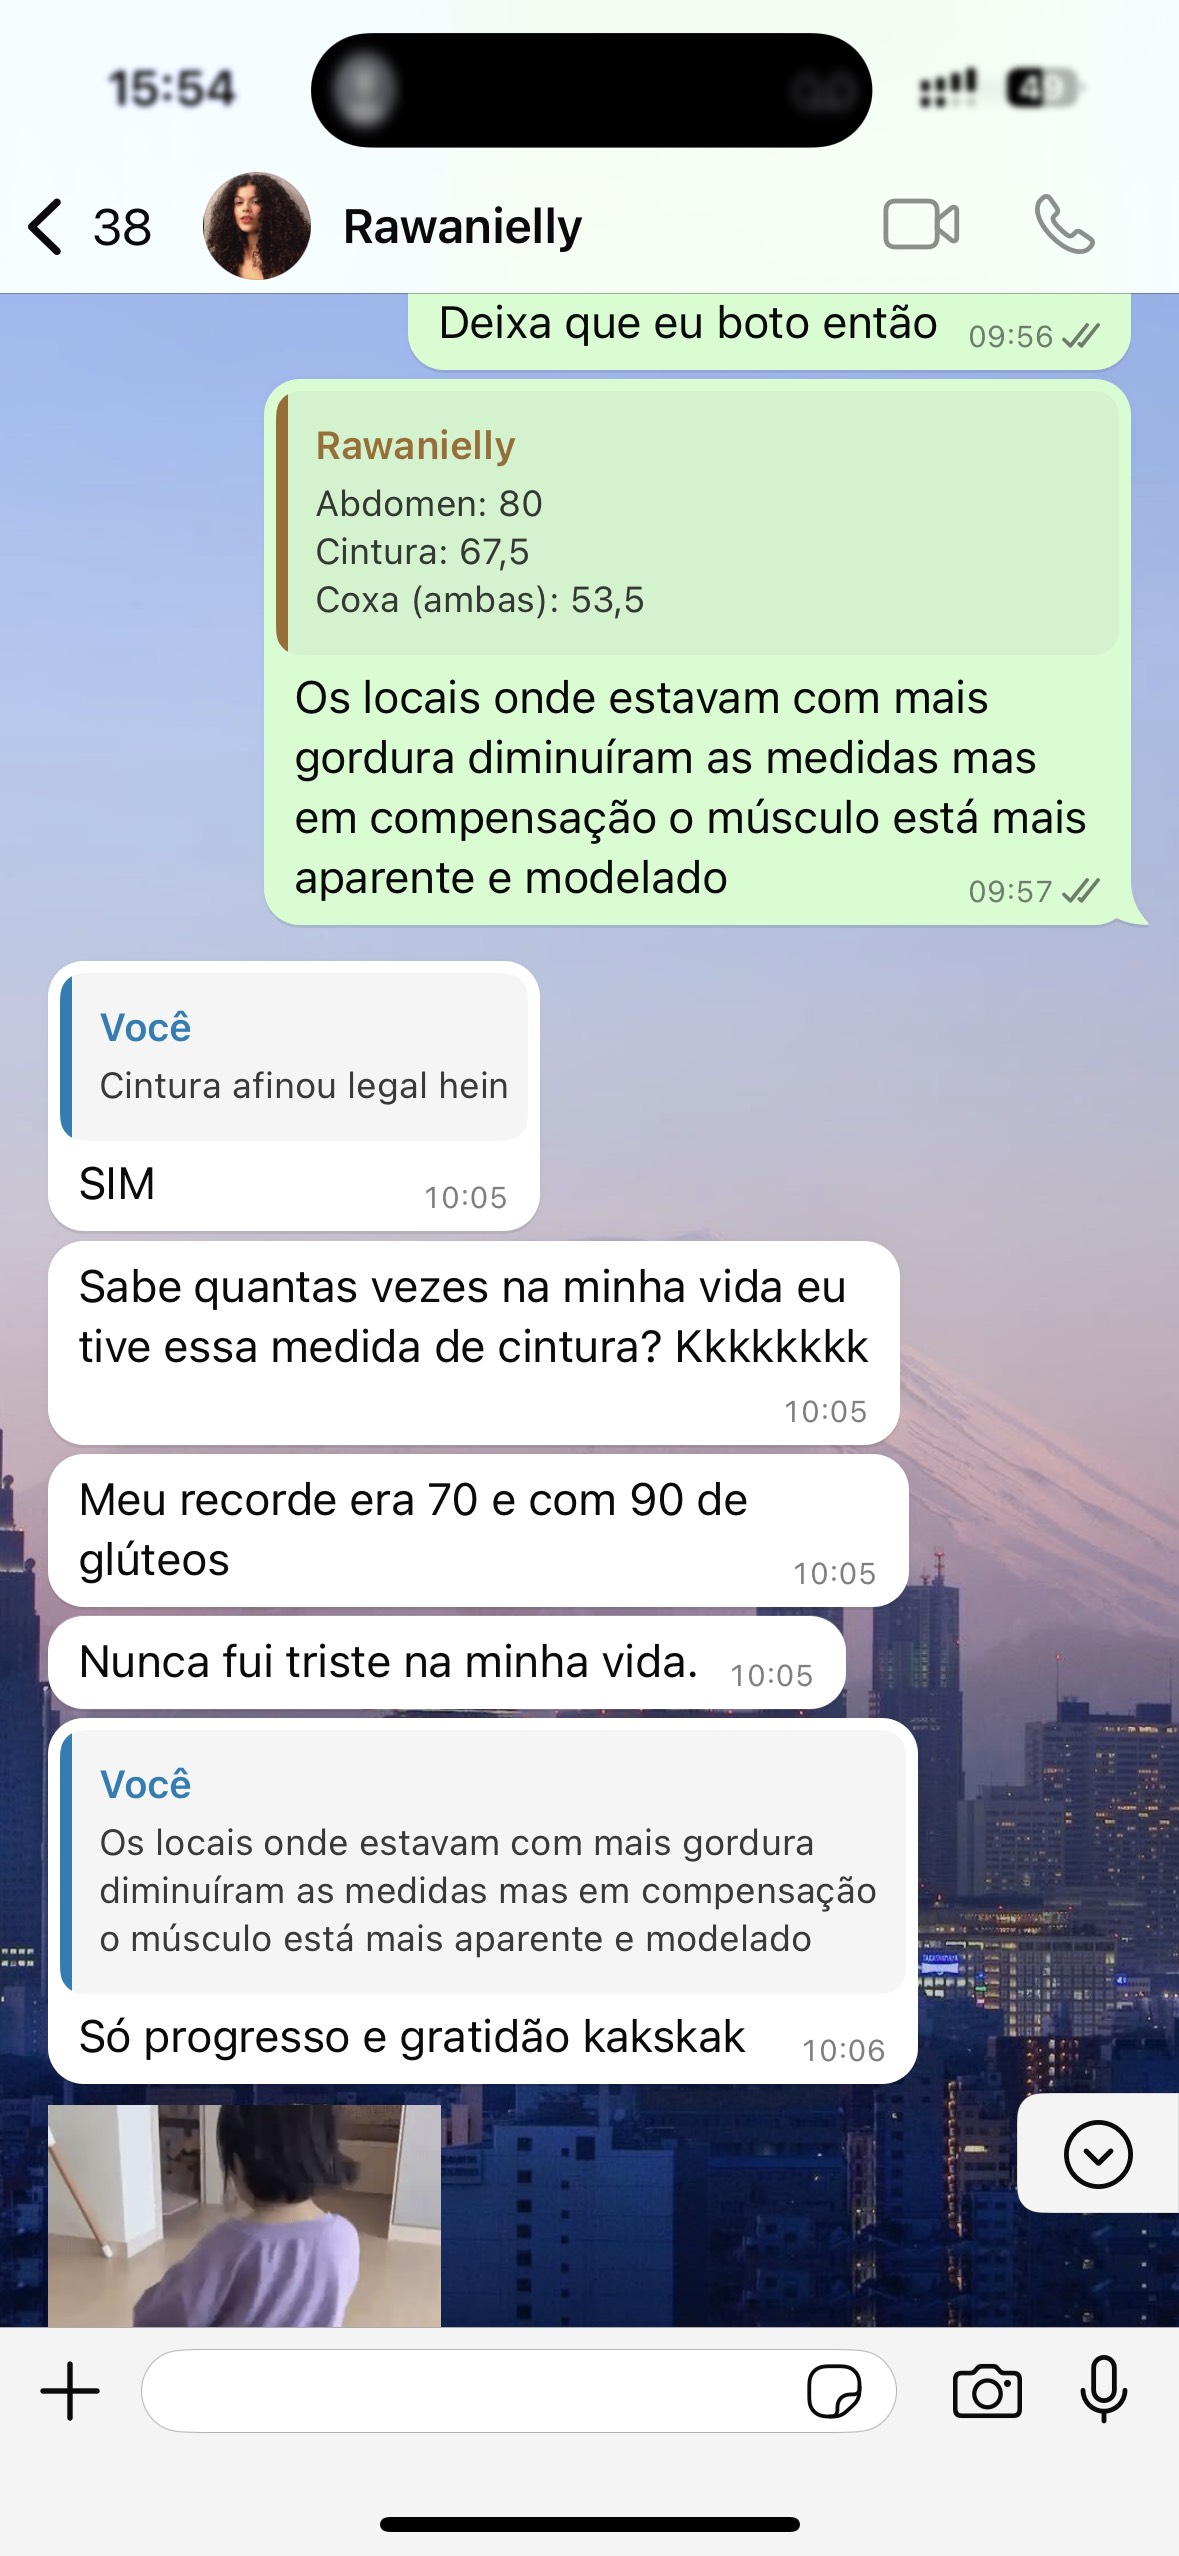 15:54
49
38
Rawanielly
Deixa que eu boto então
09:56
Rawanielly
Abdomen: 80
Cintura: 67,5
Coxa (ambas): 53,5
Os locais onde estavam com mais
gordura diminuíram as medidas mas
em compensação o músculo está mais
aparente e modelado
09:57
Você
Cintura afinou legal hein
SIM
10:05
Sabe quantas vezes na minha vida eu
tive essa medida de cintura? Kkkkkkkk
10:05
Meu recorde era 70 e com 90 de
glúteos
10:05
Nunca fui triste na minha vida.
10:05
Você
Os locais onde estavam com mais gordura
diminuíram as medidas mas em compensação
o músculo está mais aparente e modelado
Só progresso e gratidão kakskak
10:06